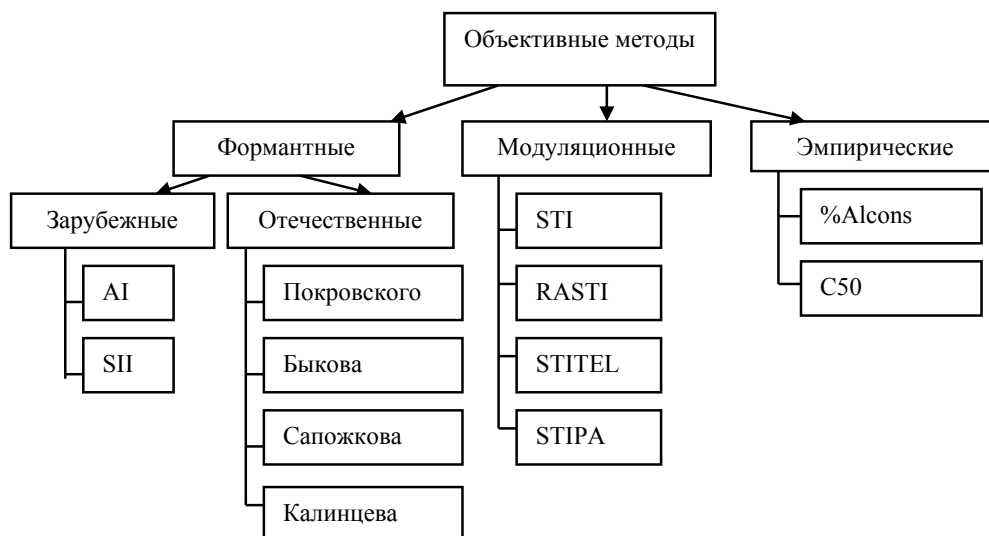 Объективные методы
Формантные
Модуляционные
Эмпирические
Зарубежные
Отечественные
AI
SII
Покровского
Быкова
Сапожкова
Калинцева
STI
RASTI
STITEL
STIPA
%Alcons
C50